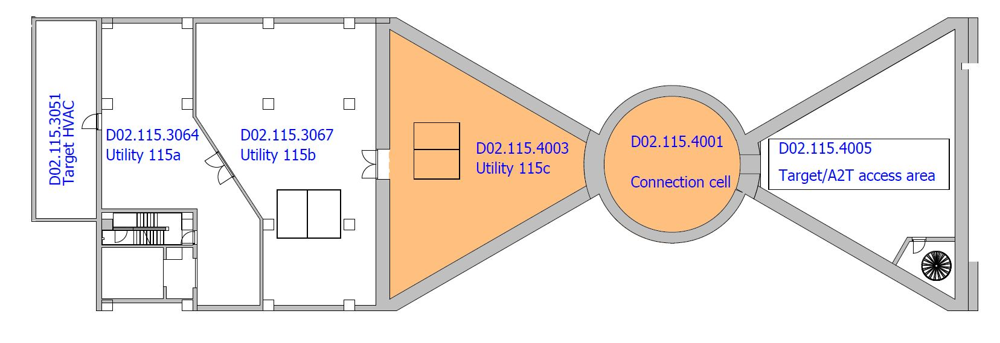 D02.115.3051
Target HVAC
D02.115.3064
Utility 115a
D02.115.3067
Utility 115b
D02.115.4003
Utility 115c
D02.115.4001
Connection cell
D02.115.4005
Target/A2T access area